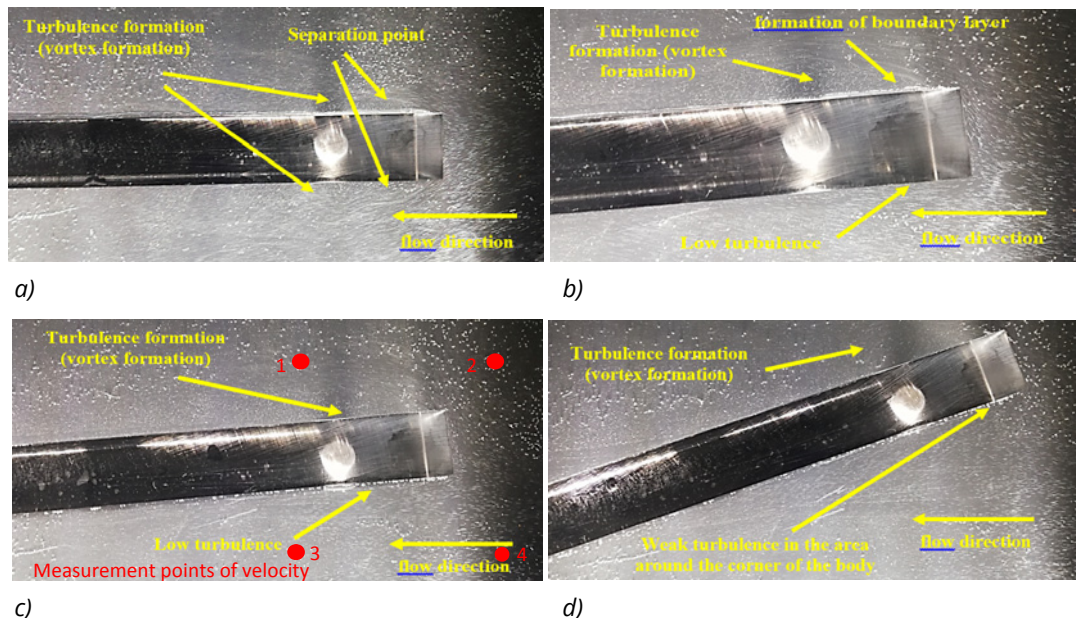 Turbulence formation
(vortex formation)
Separation point
flow direction
a)
formation of boundary layer
Turbulence
formation (vortex
formation)
Low turbulence
flow direction
b)
Turbulence formation
(vortex formation)
1
2
Low turbulence
3
4
Measurement points of velocity
flow direction
c)
Turbulence formation
(vortex formation)
flow direction
Weak turbulence in the area
around the corner of the body
d)